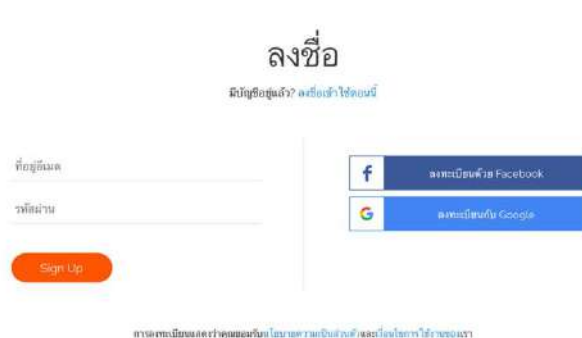 ลงชื่อ
มีบัญชีอยู่แล้ว? ลงชื่อเข้าใช้ตอนนี้
ที่อยู่อีเมล
รหัสผ่าน
Sign Up
f ลงทะเบียนด้วย Facebook
G ลงทะเบียนกับ Google
การลงทะเบียนแสดงว่าคุณยอมรับนโยบายความเป็นส่วนตัวและเงื่อนไขการใช้งานของเรา